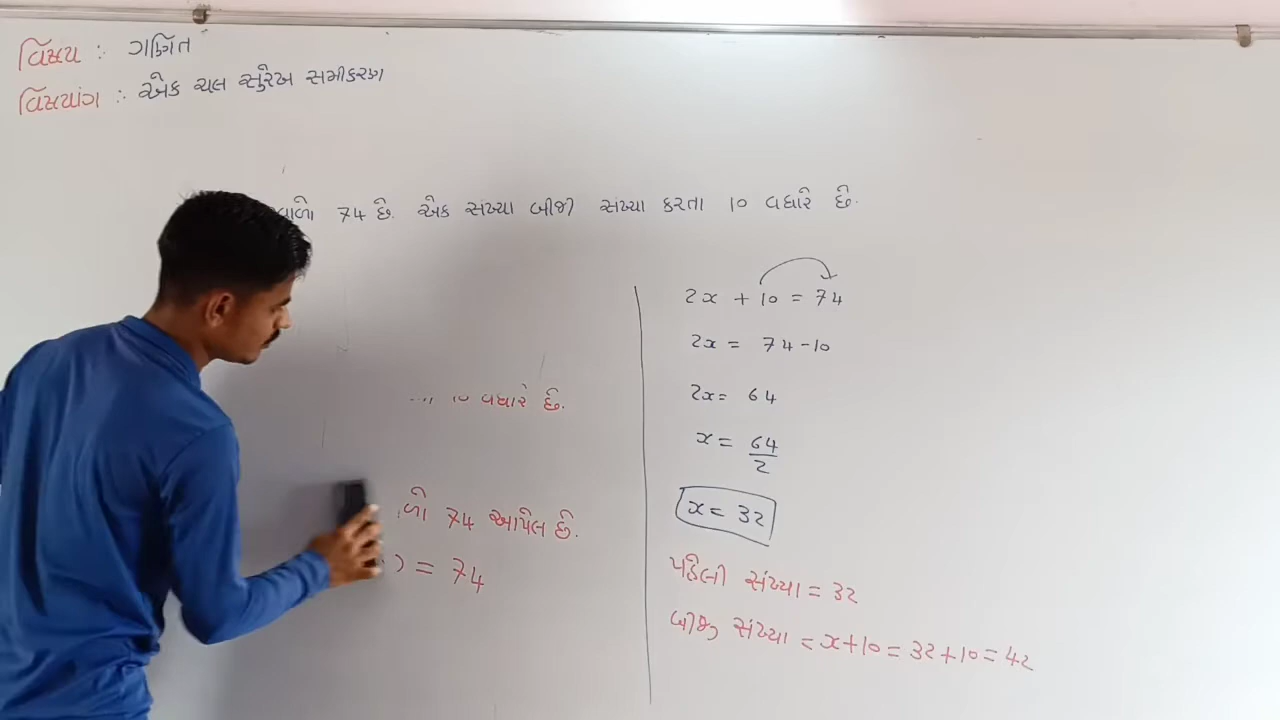 વિષય :- ગણિત
વિષયાંગ :- એક ચલ સુરેખ સમીકરણ
74 છે. એક સંખ્યા બીજી સંખ્યા કરતા 10 વધારે છે.
10 વધારે છે.
74 આપેલ છે.
) = 74
2x + 10 = 74
2x = 74-10
2x = 64
x = 64/2
x = 32
પહેલી સંખ્યા = 32
બીજી સંખ્યા = x+10 = 32+10 = 42